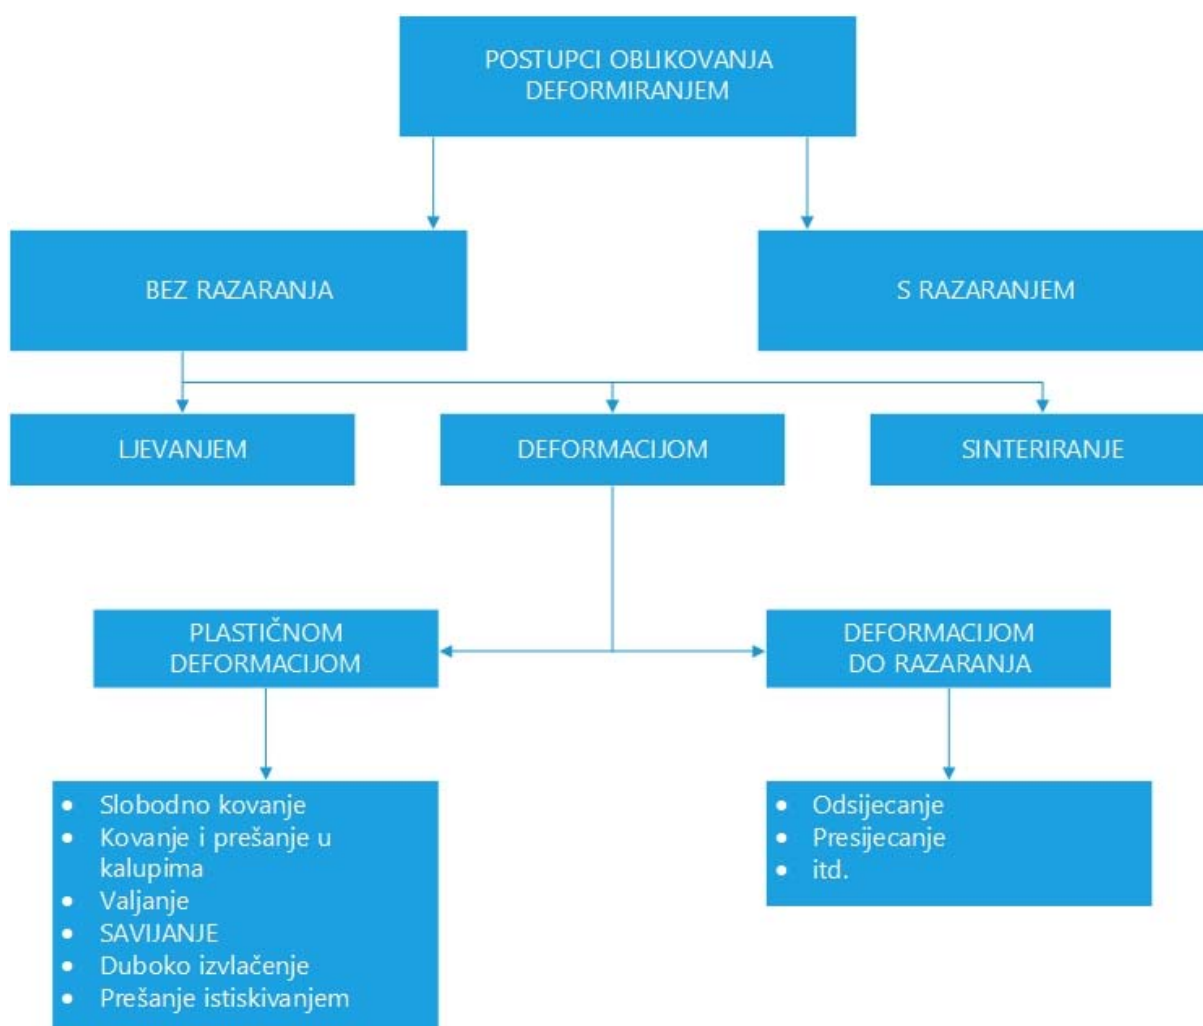 POSTUPCI OBLIKOVANJA
DEFORMIRANJEM
BEZ RAZARANJA
S RAZARANJEM
LJEVANJEM
DEFORMACIJOM
SINTERIRANJE
PLASTIČNOM
DEFORMACIJOM
DEFORMACIJOM
DO RAZARANJA
• Slobodno kovanje
• Kovanje i prešanje u
kalupima
• Valjanje
• SAVIJANJE
• Duboko izvlačenje
• Prešanje istiskivanjem
• Odsijecanje
• Presijecanje
• itd.